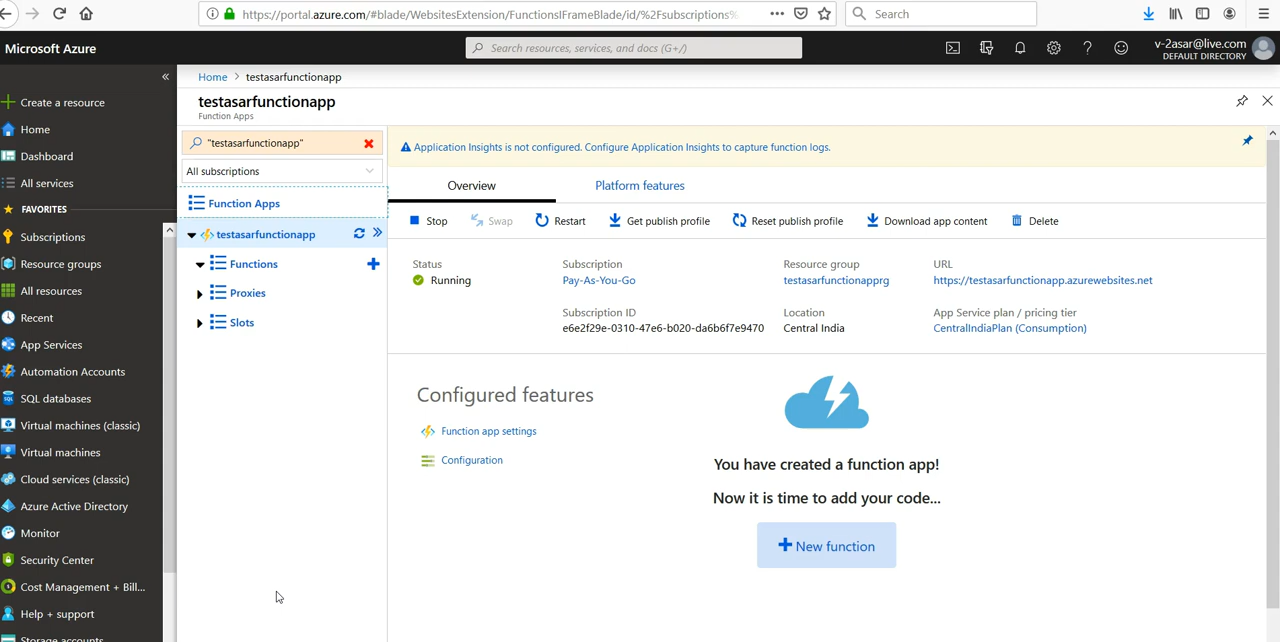 https://portal.azure.com/#blade/WebsitesExtension/FunctionsIFrameBlade/id/%2Fsubscriptions%
Search
Microsoft Azure
Search resources, services, and docs (G+/)
v-2asar@live.com
DEFAULT DIRECTORY
Create a resource
Home
Dashboard
All services
FAVORITES
Subscriptions
Resource groups
All resources
Recent
App Services
Automation Accounts
SQL databases
Virtual machines (classic)
Virtual machines
Cloud services (classic)
Azure Active Directory
Monitor
Security Center
Cost Management + Bill...
Help + support
Storage accounts
Home > testasarfunctionapp
testasarfunctionapp
Function Apps
"testasarfunctionapp"
All subscriptions
Function Apps
testasarfunctionapp
Functions
Proxies
Slots
Application Insights is not configured. Configure Application Insights to capture function logs.
Overview Platform features
Stop Swap Restart Get publish profile Reset publish profile Download app content Delete
Status Subscription Resource group URL
Running Pay-As-You-Go testasarfunctionapprg https://testasarfunctionapp.azurewebsites.net
Subscription ID Location App Service plan / pricing tier
e6e2f29e-0310-47e6-b020-da6b6f7e9470 Central India CentralIndiaPlan (Consumption)
Configured features
Function app settings
Configuration
You have created a function app!
Now it is time to add your code...
New function